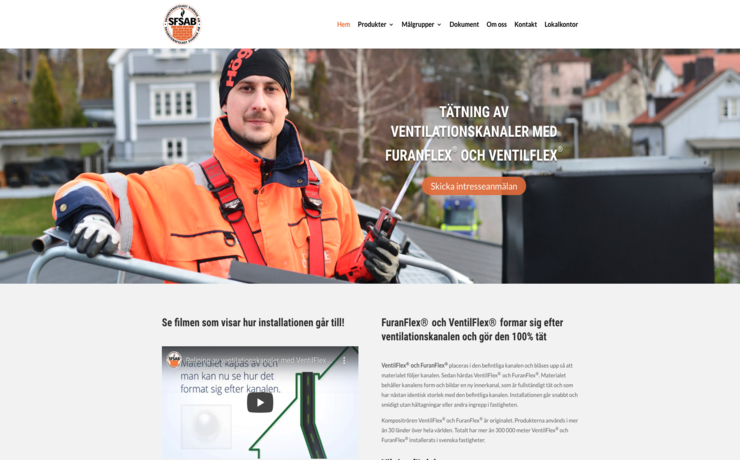 SFSAB
Hem Produkter Målgrupper Dokument Om oss Kontakt Lokalkontor
TÄTNING AV
VENTILATIONSKANALER MED
FURANFLEX® OCH VENTILFLEX®
Skicka intresseanmälan
Se filmen som visar hur installationen går till!
Relining av ventilationskanaler med VentilFlex
Materialet kapas av och
man kan nu se hur det
format sig efter kanalen.
FuranFlex® och VentilFlex® formar sig efter
ventilationskanalen och gör den 100% tät
VentilFlex® och FuranFlex® placeras i den befintliga kanalen och blåses upp så att
materialet följer kanalen. Sedan härdas VentilFlex® och FuranFlex®. Materialet
behåller kanalens form och bildar en ny innerkanal, som är fullständigt tät och som
har nästan identisk storlek med den befintliga kanalen. Installationen går snabbt och
smidigt utan håltagningar eller andra ingrepp i fastigheten.
Kompositröret VentilFlex® och FuranFlex® är originalet. Produkterna används i mer
än 30 länder över hela världen. Totalt har mer än 300 000 meter VentilFlex® och
FuranFlex® installerats i svenska fastigheter.